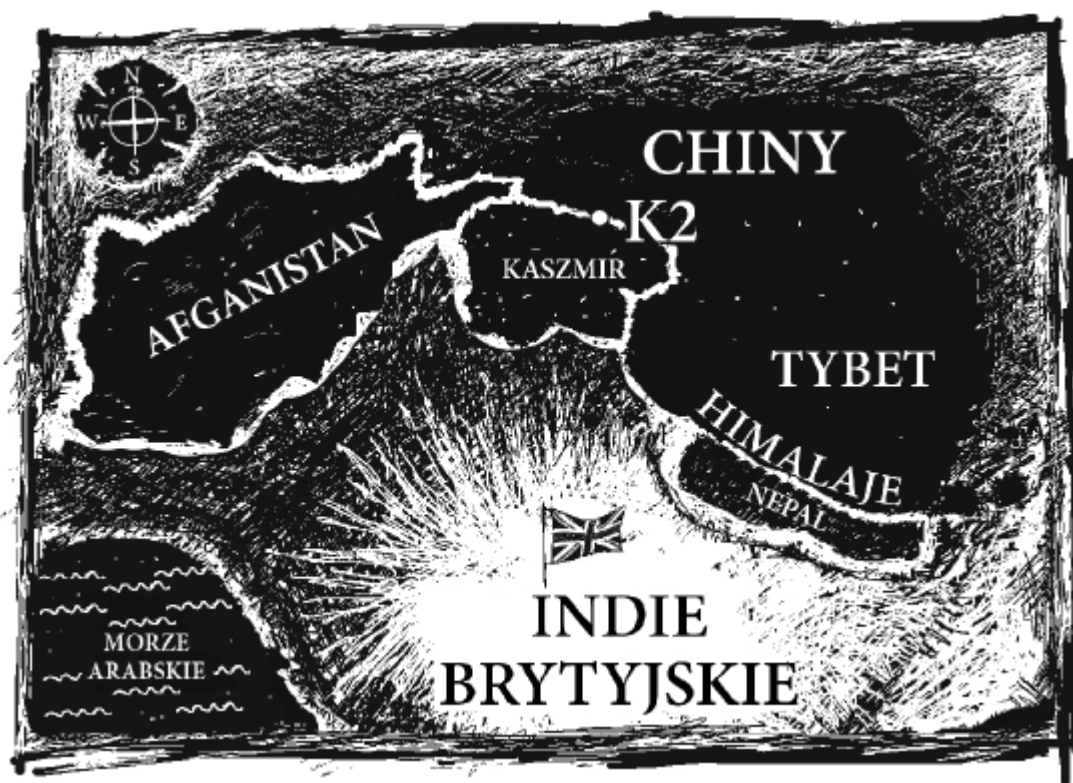 N
W E
S
CHINY
K2
AFGANISTAN
KASZMIR
TYBET
HIMALAJE
NEPAL
INDIE
BRYTYJSKIE
MORZE
ARABSKIE